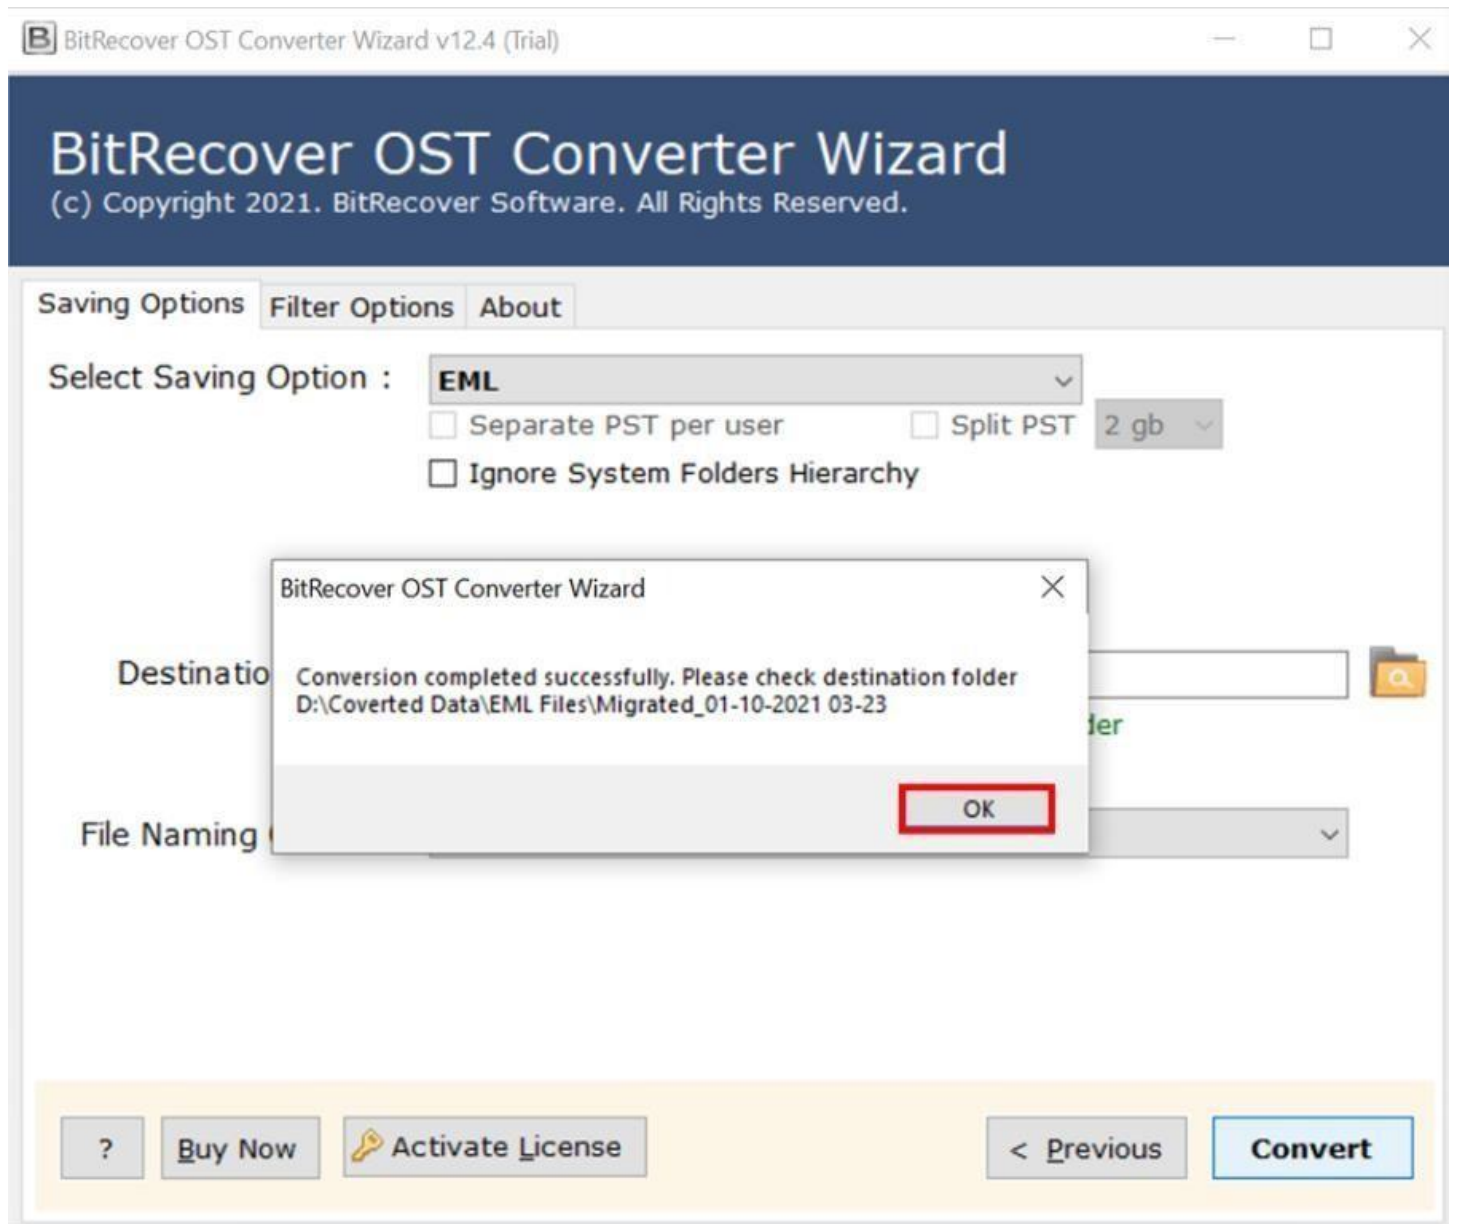 BitRecover OST Converter Wizard v12.4 (Trial)
BitRecover OST Converter Wizard
(c) Copyright 2021. BitRecover Software. All Rights Reserved.
Saving Options Filter Options About
Select Saving Option : EML
Separate PST per user Split PST 2 gb
Ignore System Folders Hierarchy
BitRecover OST Converter Wizard
Destinatio
Conversion completed successfully. Please check destination folder
D:\Coverted Data\EML Files\Migrated_01-10-2021 03-23
der
OK
File Naming
? Buy Now Activate License < Previous Convert